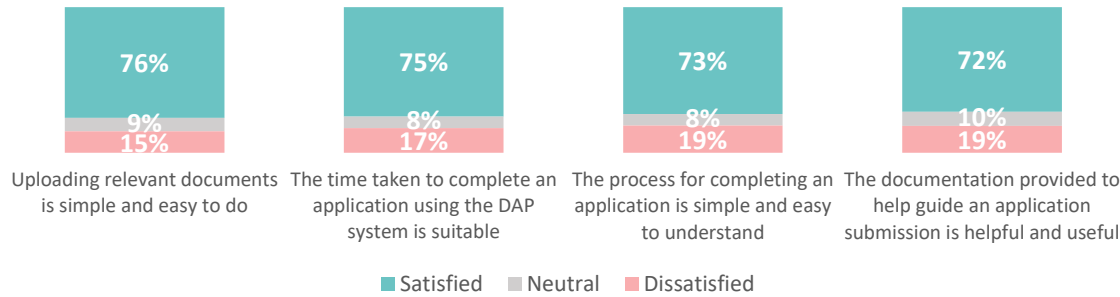 76% 75% 73% 72%
9% 8% 8% 10%
15% 17% 19% 19%
Uploading relevant documents
is simple and easy to do
The time taken to complete an
application using the DAP
system is suitable
The process for completing an
application is simple and easy
to understand
The documentation provided to
help guide an application
submission is helpful and useful
Satisfied Neutral Dissatisfied